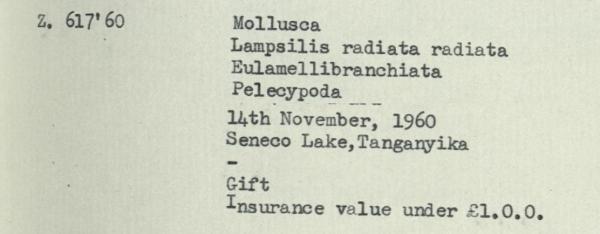 Z. 617'60
Mollusca
Lampsilis radiata radiata
Eulamellibranchiata
Pelecypoda
14th November, 1960
Seneco Lake,Tanganyika
-
Gift
Insurance value under £1.0.0.